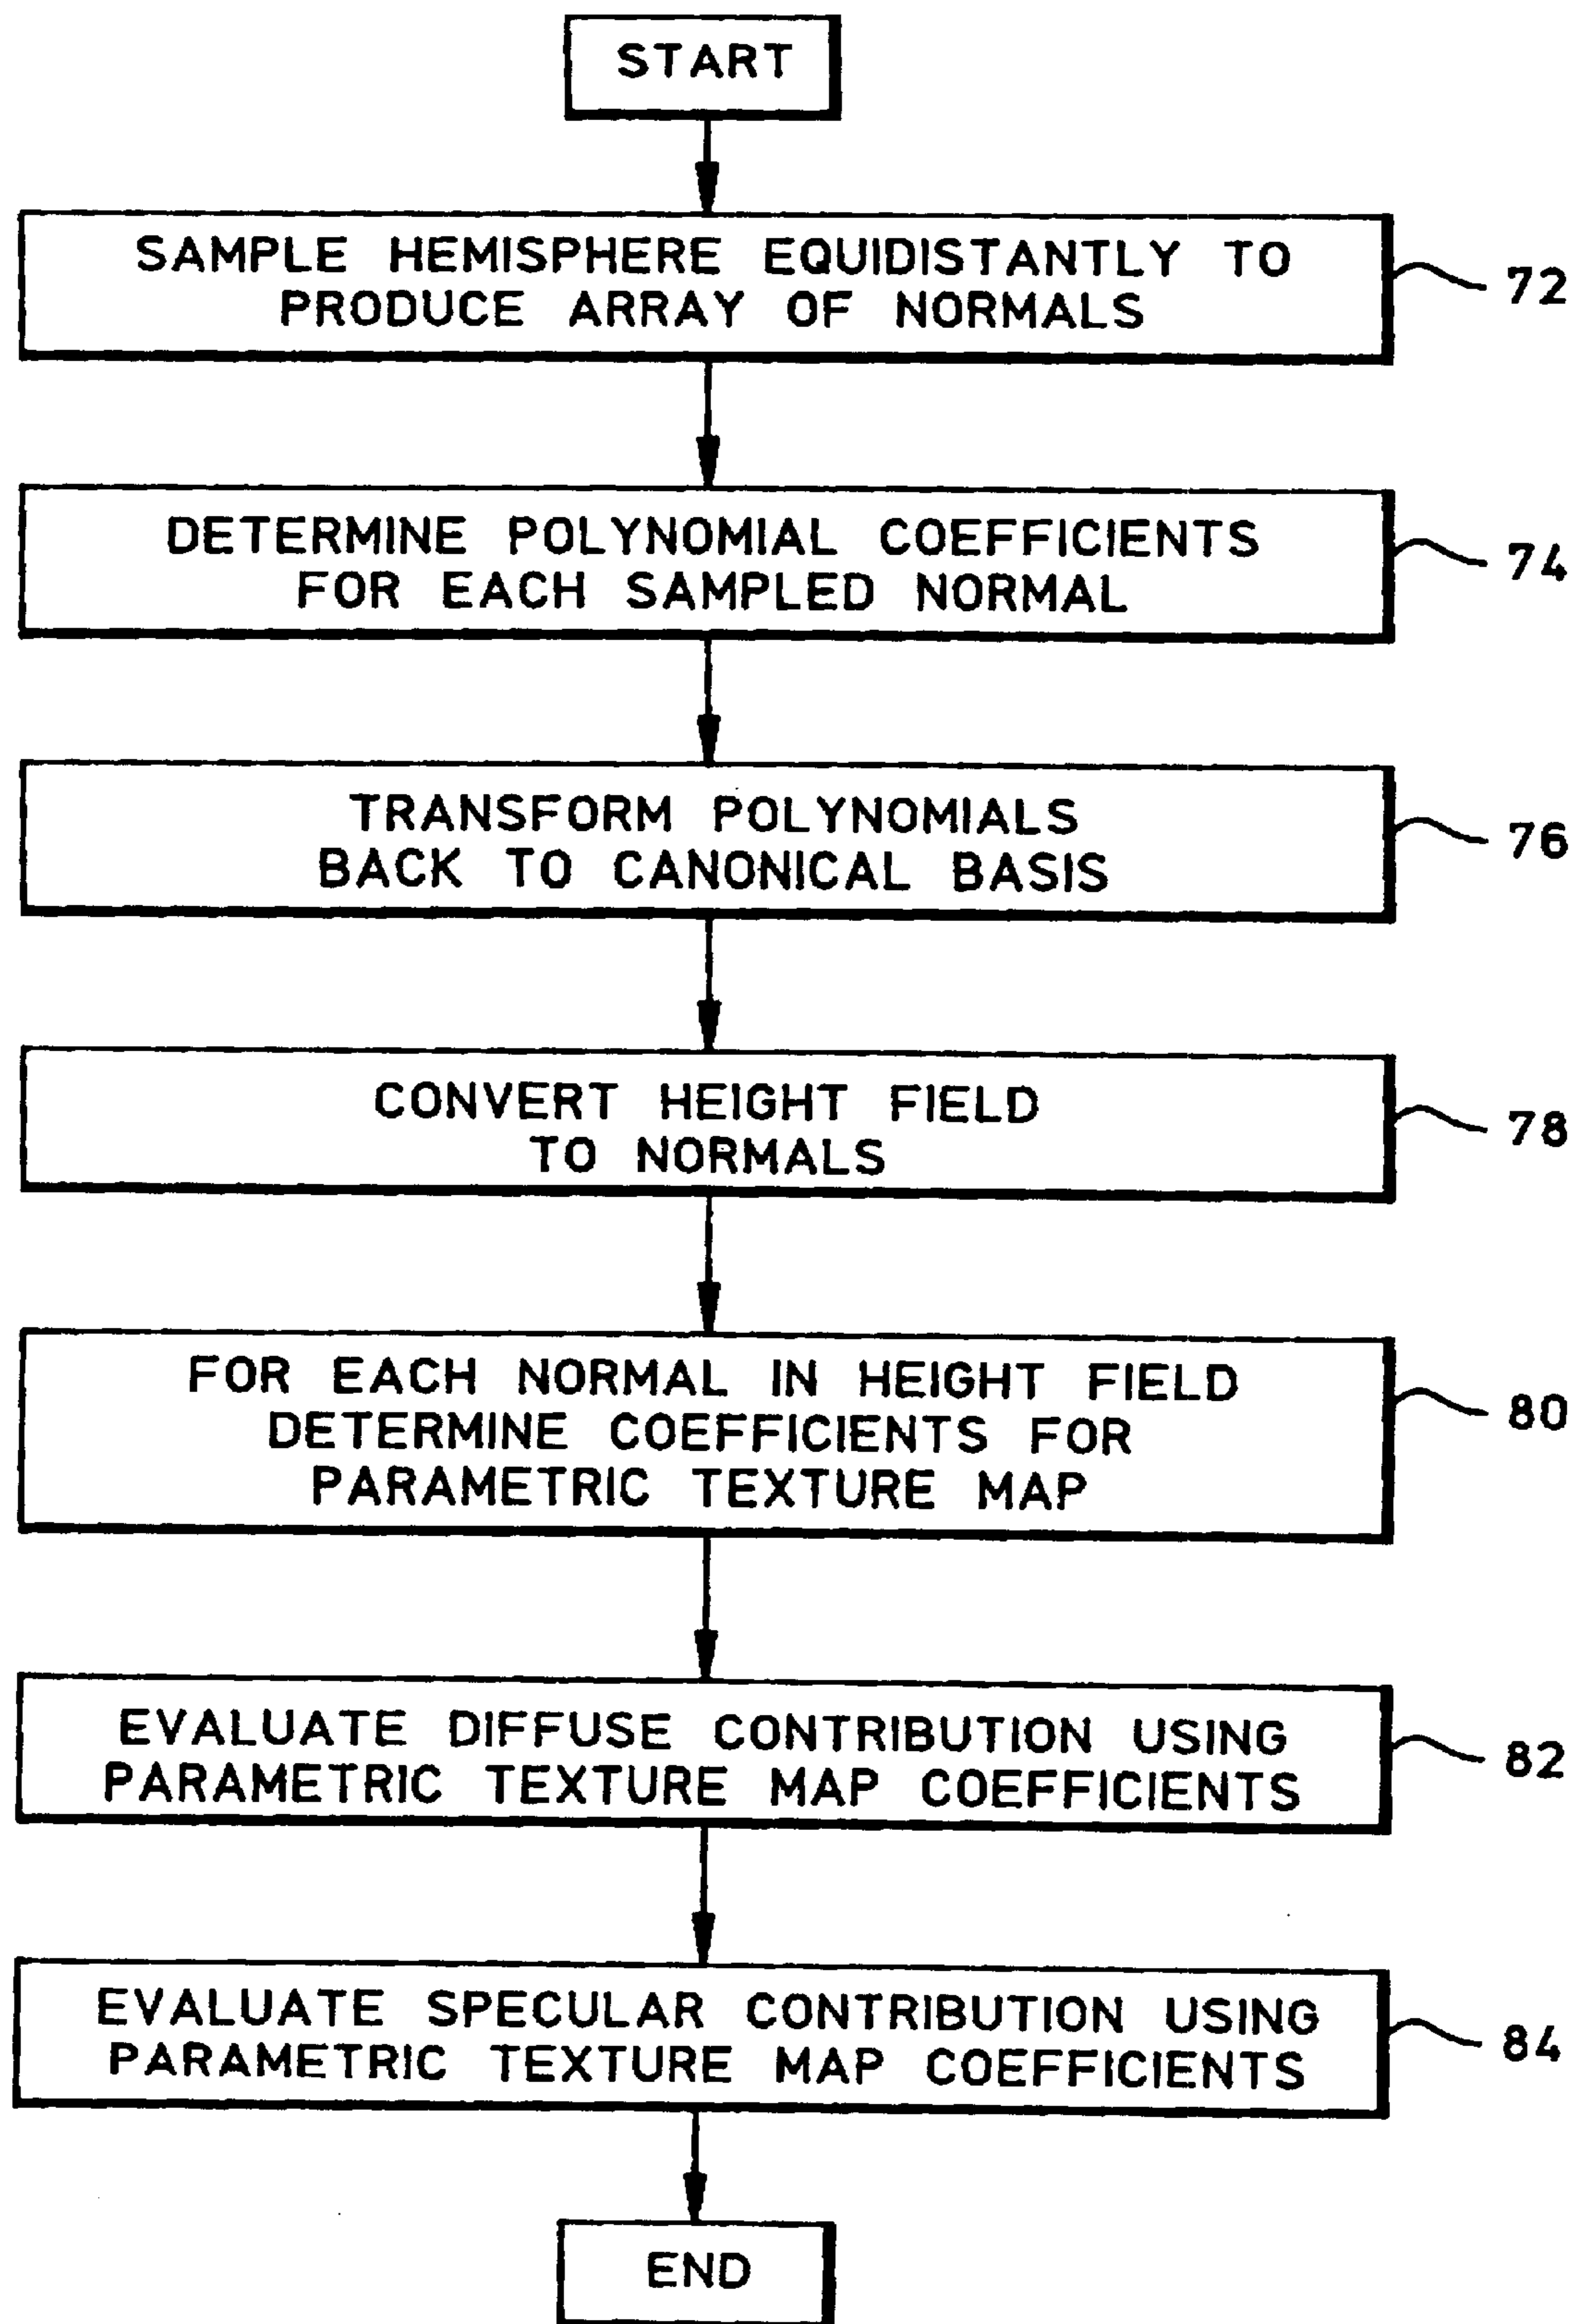 START
SAMPLE HEMISPHERE EQUIDISTANTLY TO
PRODUCE ARRAY OF NORMALS
72
DETERMINE POLYNOMIAL COEFFICIENTS
FOR EACH SAMPLED NORMAL
74
TRANSFORM POLYNOMIALS
BACK TO CANONICAL BASIS
76
CONVERT HEIGHT FIELD
TO NORMALS
78
FOR EACH NORMAL IN HEIGHT FIELD
DETERMINE COEFFICIENTS FOR
PARAMETRIC TEXTURE MAP
80
EVALUATE DIFFUSE CONTRIBUTION USING
PARAMETRIC TEXTURE MAP COEFFICIENTS
82
EVALUATE SPECULAR CONTRIBUTION USING
PARAMETRIC TEXTURE MAP COEFFICIENTS
84
END